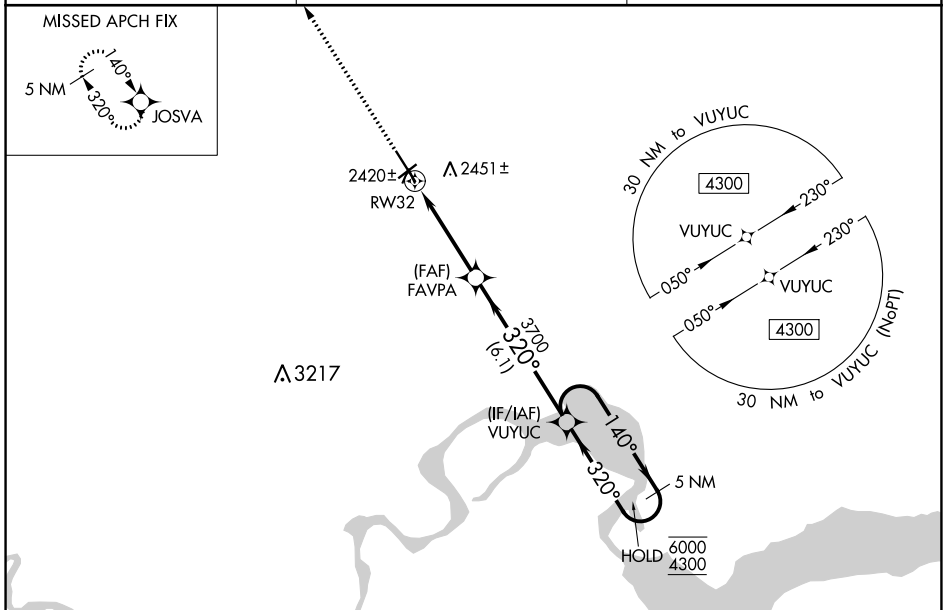 MISSED APCH FIX
140°
5 NM
320°
JOSVA
2420±
2451±
RW32
(FAF)
FAVPA
3700
320°
(6.1)
3217
(IF/IAF)
VUYUC
140°
320°
5 NM
HOLD
6000
4300
30 NM to VUYUC
4300
230°
VUYUC
050°
230°
VUYUC
050°
4300
30 NM to VUYUC (NoPT)